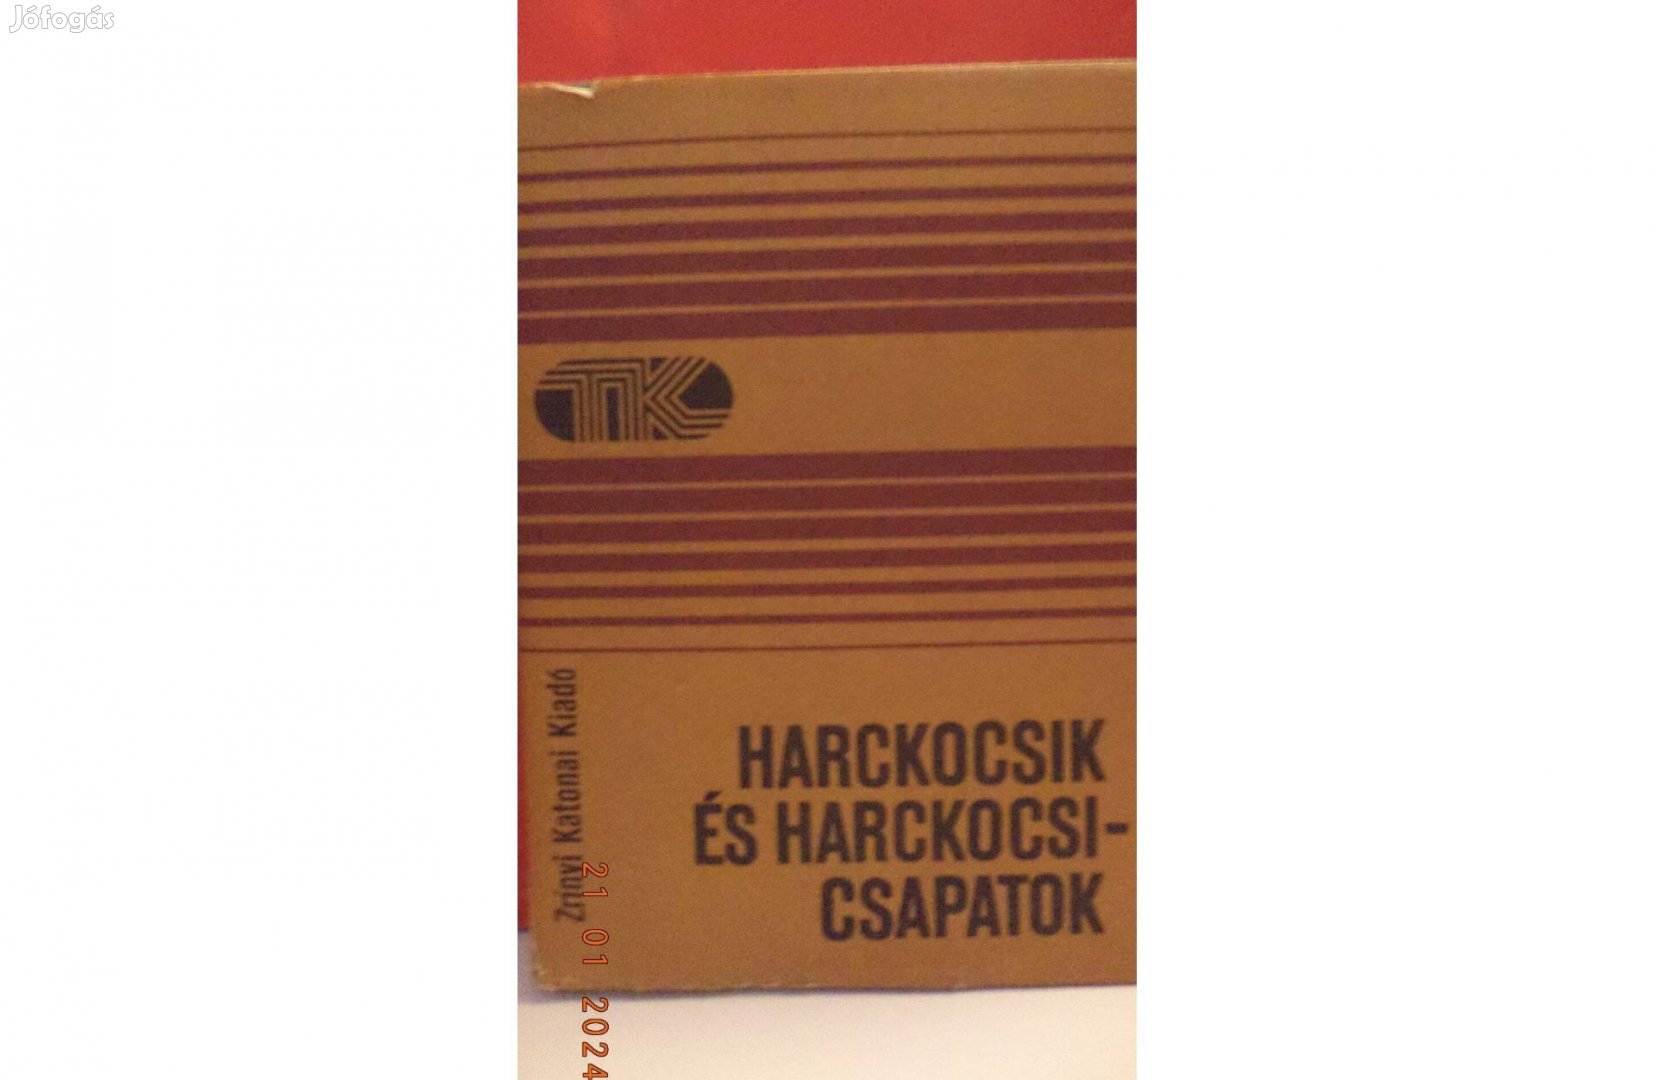 Jófogás
TK
Zrínyi Katonai Kiadó
HARCKOCSIK
ÉS HARCKOCSI-
CSAPATOK
21 01 2024